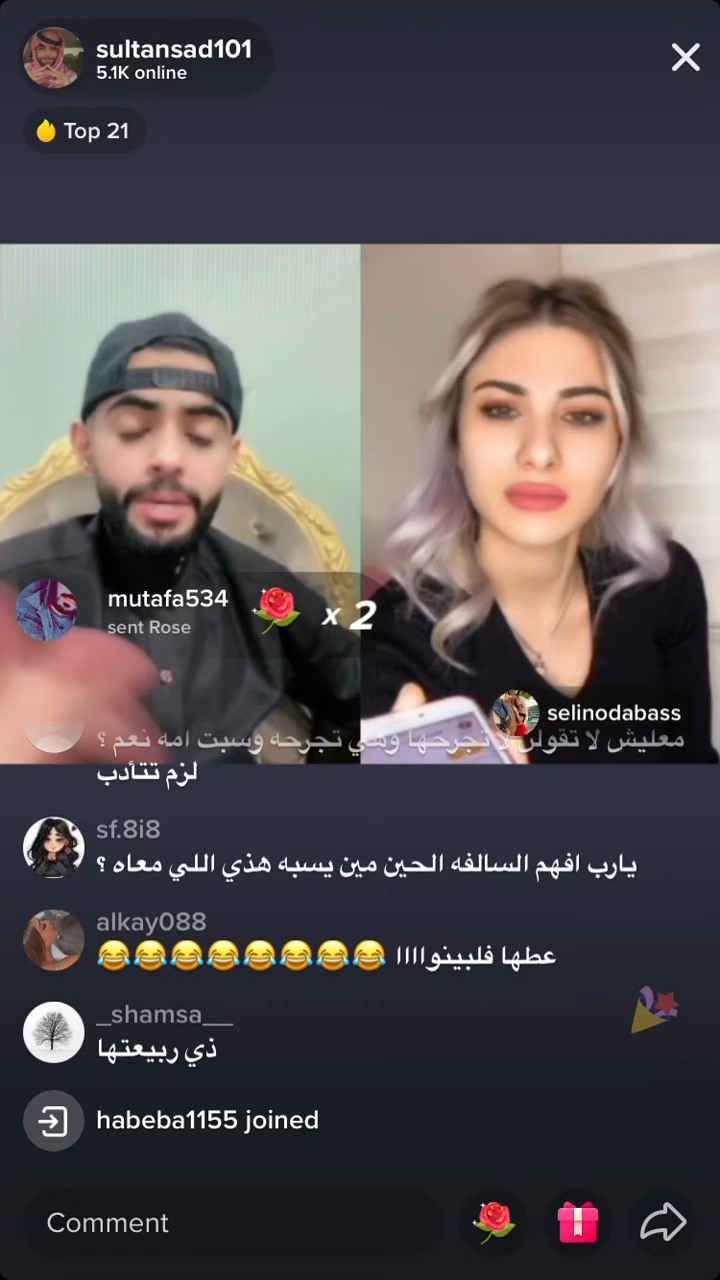 sultansad101
5.1K online
Top 21
mutafa534
sent Rose
x 2
selinodabass
معليش لا تقولن لا تجرحها وهي تجرحه وسبت امه نعم ؟
لزم تتأدب
sf.8i8
يارب افهم السالفه الحين مين يسبه هذي اللي معاه ؟
alkay088
عطها فلبينواااا 😂😂😂😂😂😂😂😂
_shamsa__
ذي ربيعتها
habeba1155 joined
Comment